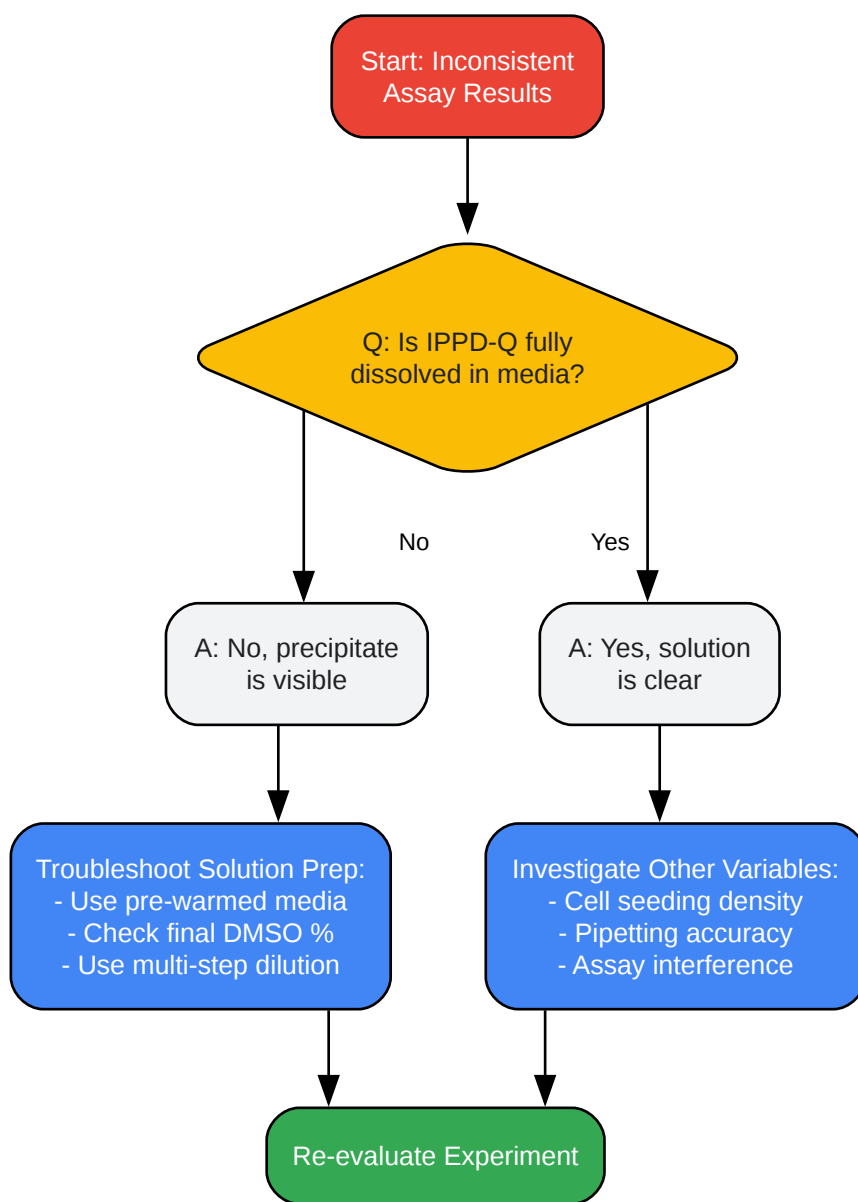 Start: Inconsistent
Assay Results
Q: Is IPPD-Q fully
dissolved in media?
No
Yes
A: No, precipitate
is visible
A: Yes, solution
is clear
Troubleshoot Solution Prep:
- Use pre-warmed media
- Check final DMSO %
- Use multi-step dilution
Investigate Other Variables:
- Cell seeding density
- Pipetting accuracy
- Assay interference
Re-evaluate Experiment